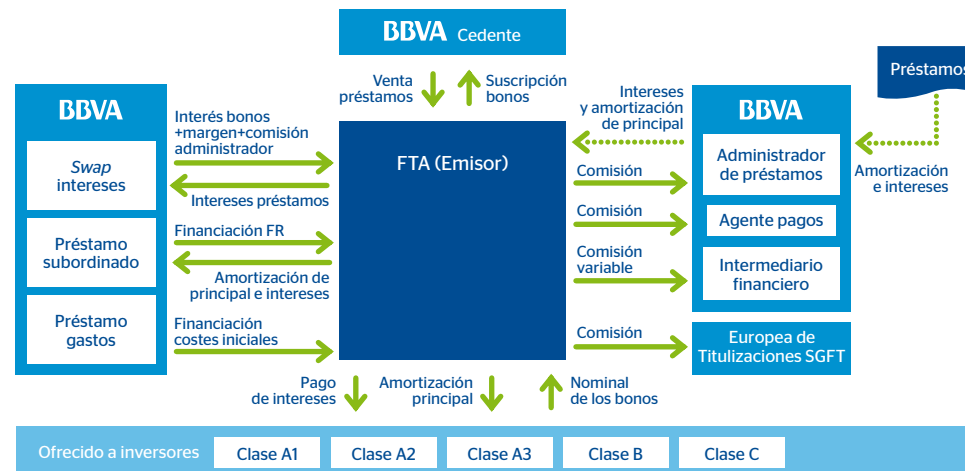 BBVA Cedente
Venta
préstamos
Suscripción
bonos
Préstamos
BBVA
Swap
intereses
Préstamo
subordinado
Préstamo
gastos
Interés bonos
+margen+comisión
administrador
Intereses préstamos
Financiación FR
Amortización de
principal e intereses
Financiación
costes iniciales
FTA (Emisor)
Intereses
y amortización
de principal
Comisión
Comisión
Comisión
variable
Comisión
BBVA
Administrador
de préstamos
Agente pagos
Intermediario
financiero
Amortización
e intereses
Europea de
Titulizaciones SGFT
Pago
de intereses
Amortización
principal
Nominal
de los bonos
Ofrecido a inversores
Clase A1
Clase A2
Clase A3
Clase B
Clase C